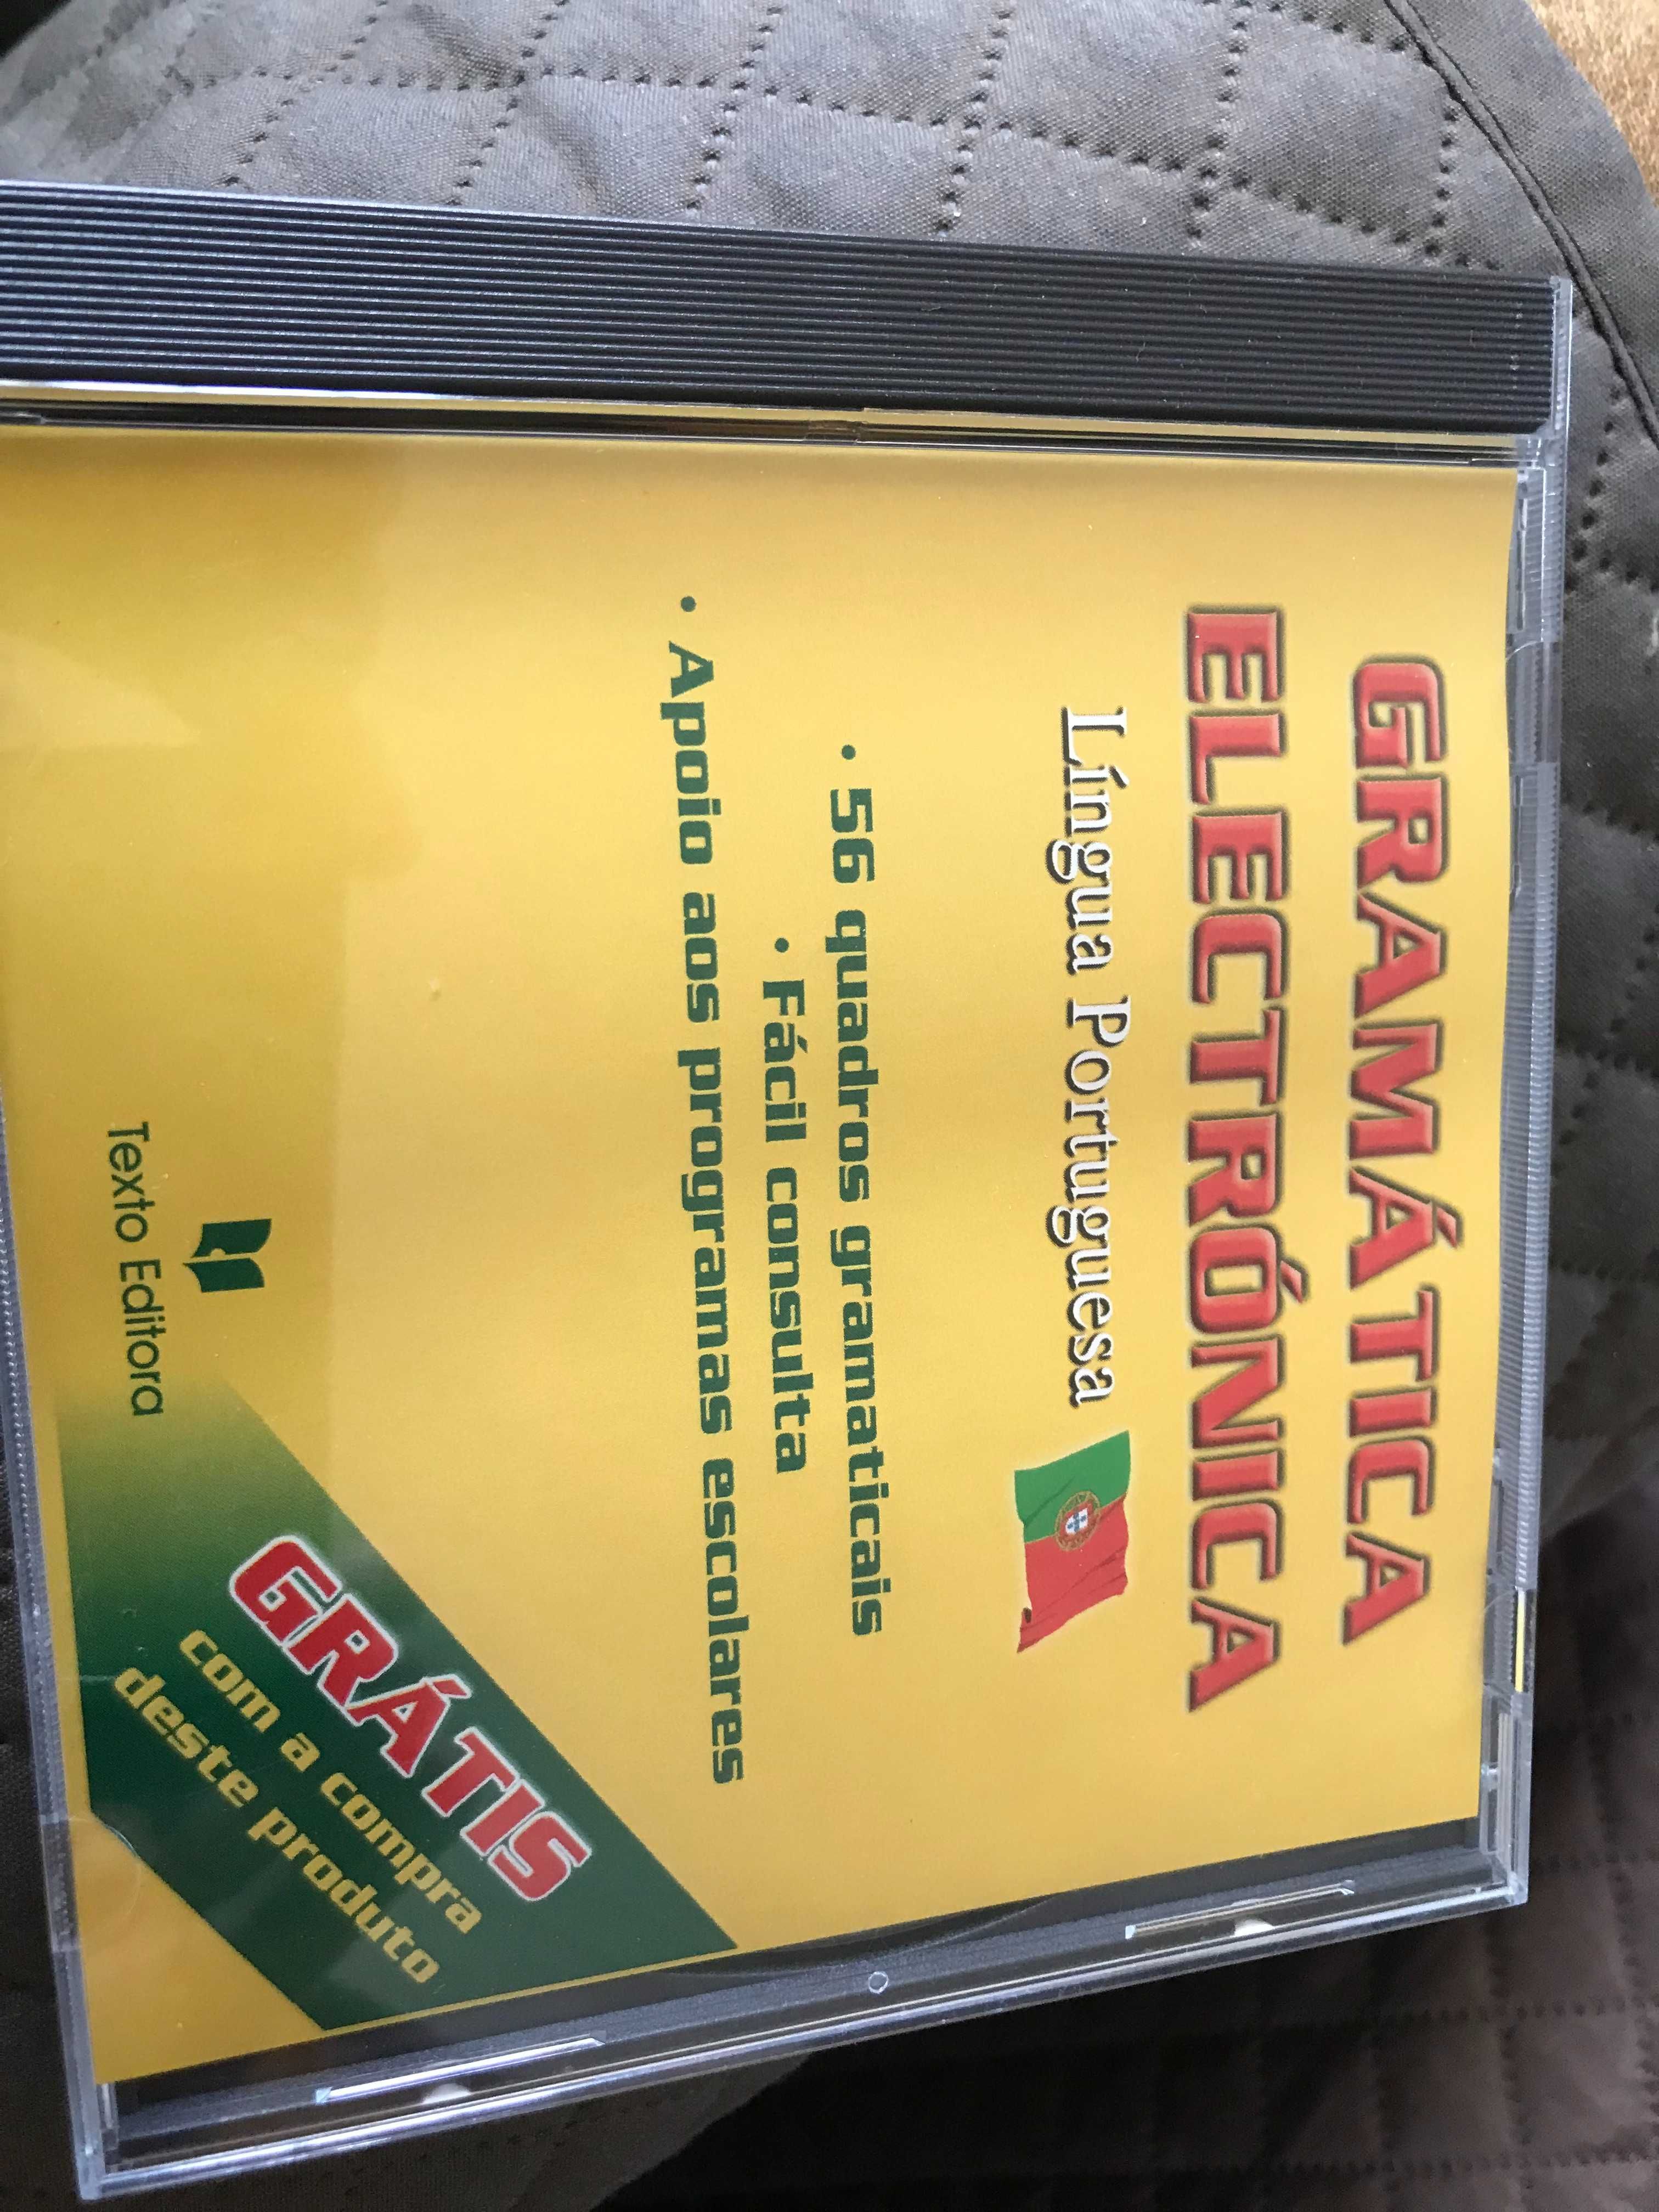 GRAMÁTICA
ELECTRÓNICA
Língua Portuguesa
• 56 quadros gramaticais
• Fácil consulta
• Apoio aos programas escolares
Texto Editora
GRÁTIS
com a compra
deste produto